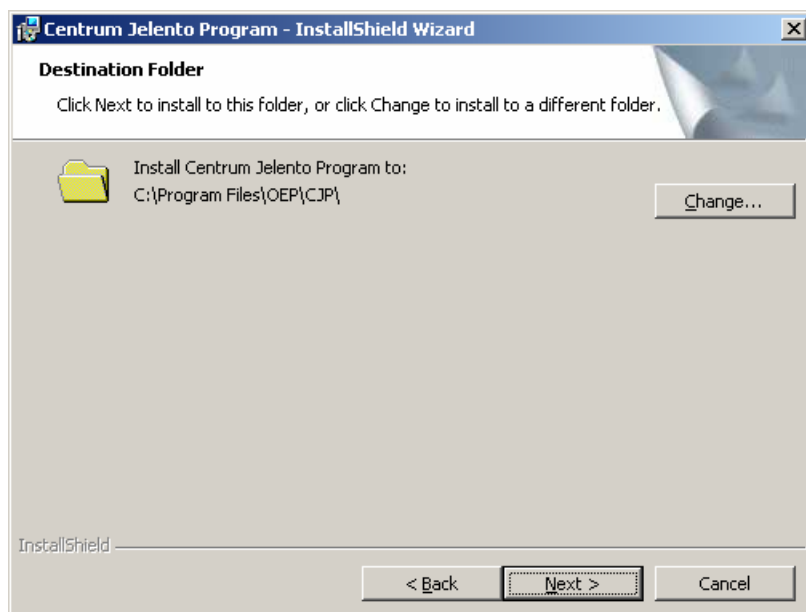 Centrum Jelento Program - InstallShield Wizard
Destination Folder
Click Next to install to this folder, or click Change to install to a different folder.
Install Centrum Jelento Program to:
C:\Program Files\OEP\CJP\
Change...
InstallShield
< Back
Next >
Cancel